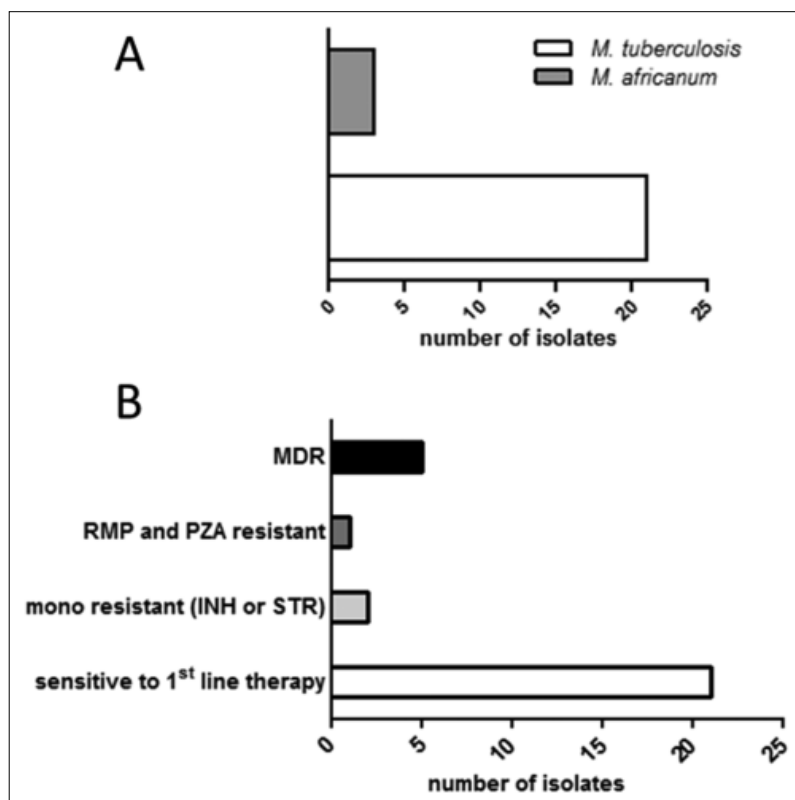 A
M. tuberculosis
M. africanum
0 5 10 15 20 25
number of isolates
B
MDR
RMP and PZA resistant
mono resistant (INH or STR)
sensitive to 1st line therapy
0 5 10 15 20 25
number of isolates